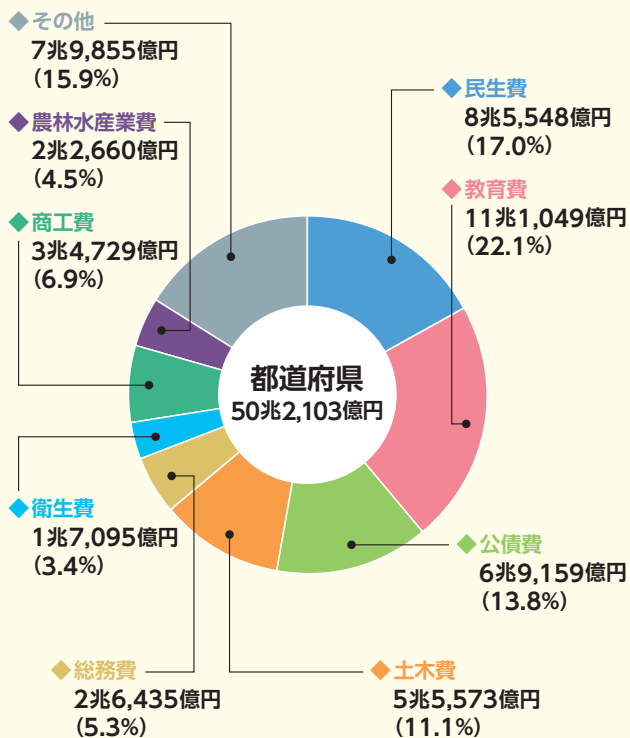 ◆その他
7兆9,855億円
(15.9%)
◆農林水産業費
2兆2,660億円
(4.5%)
◆商工費
3兆4,729億円
(6.9%)
◆民生費
8兆5,548億円
(17.0%)
◆教育費
11兆1,049億円
(22.1%)
都道府県
50兆2,103億円
◆衛生費
1兆7,095億円
(3.4%)
◆公債費
6兆9,159億円
(13.8%)
◆総務費
2兆6,435億円
(5.3%)
◆土木費
5兆5,573億円
(11.1%)